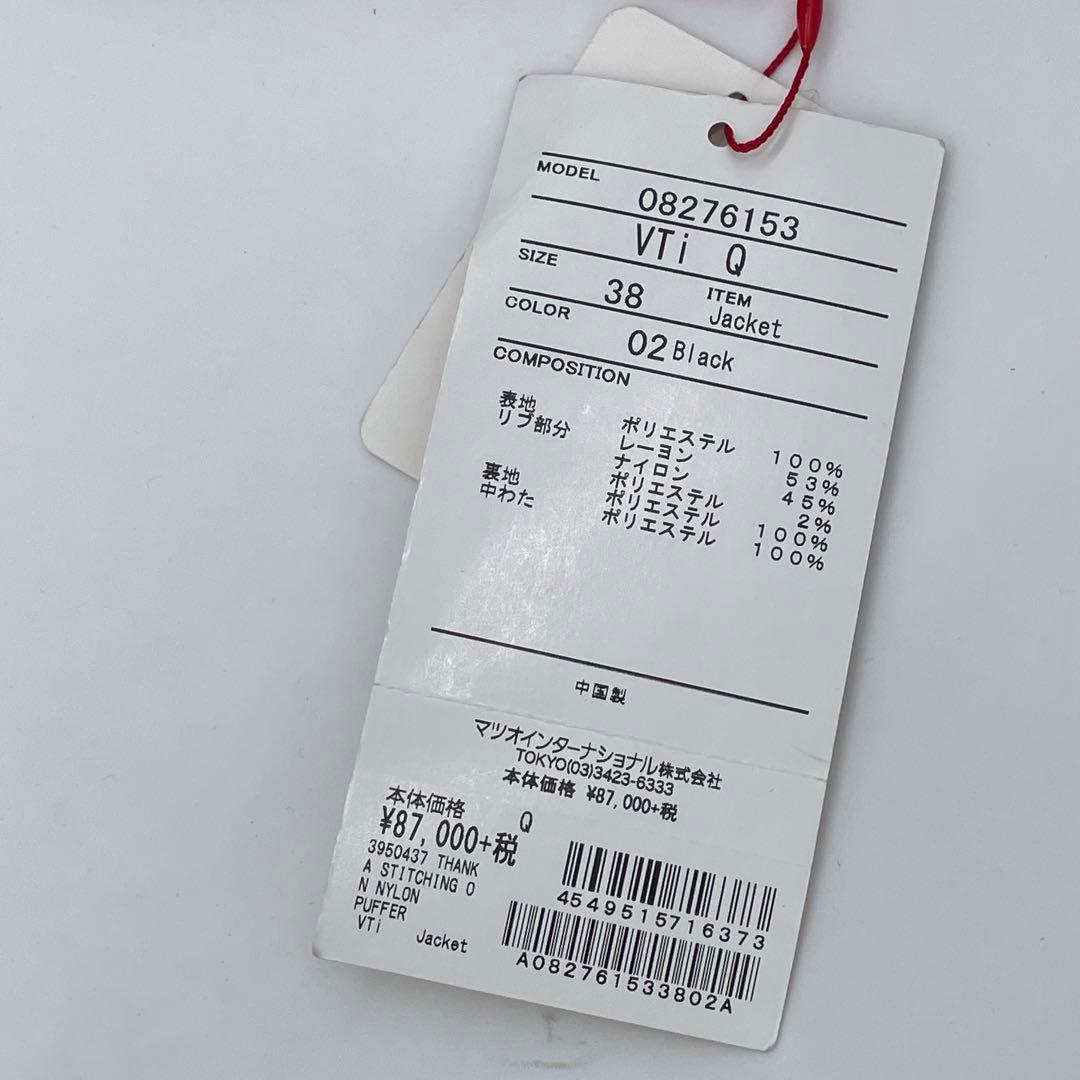 MODEL
08276153
VTi Q
SIZE
38
ITEM
Jacket
COLOR
02 Black
COMPOSITION
表地 ポリエステル 100%
リブ部分 レーヨン 53%
ナイロン 45%
ポリエステル 2%
裏地 ポリエステル 100%
中わた ポリエステル 100%
中国製
マツオインターナショナル株式会社
TOKYO(03)3423-6333
本体価格 ¥87,000+税
本体価格 Q
¥87,000+税
3950437 THANK
A STITCHING O
N NYLON
PUFFER
VTi Jacket
4549515716373
A082761533802A